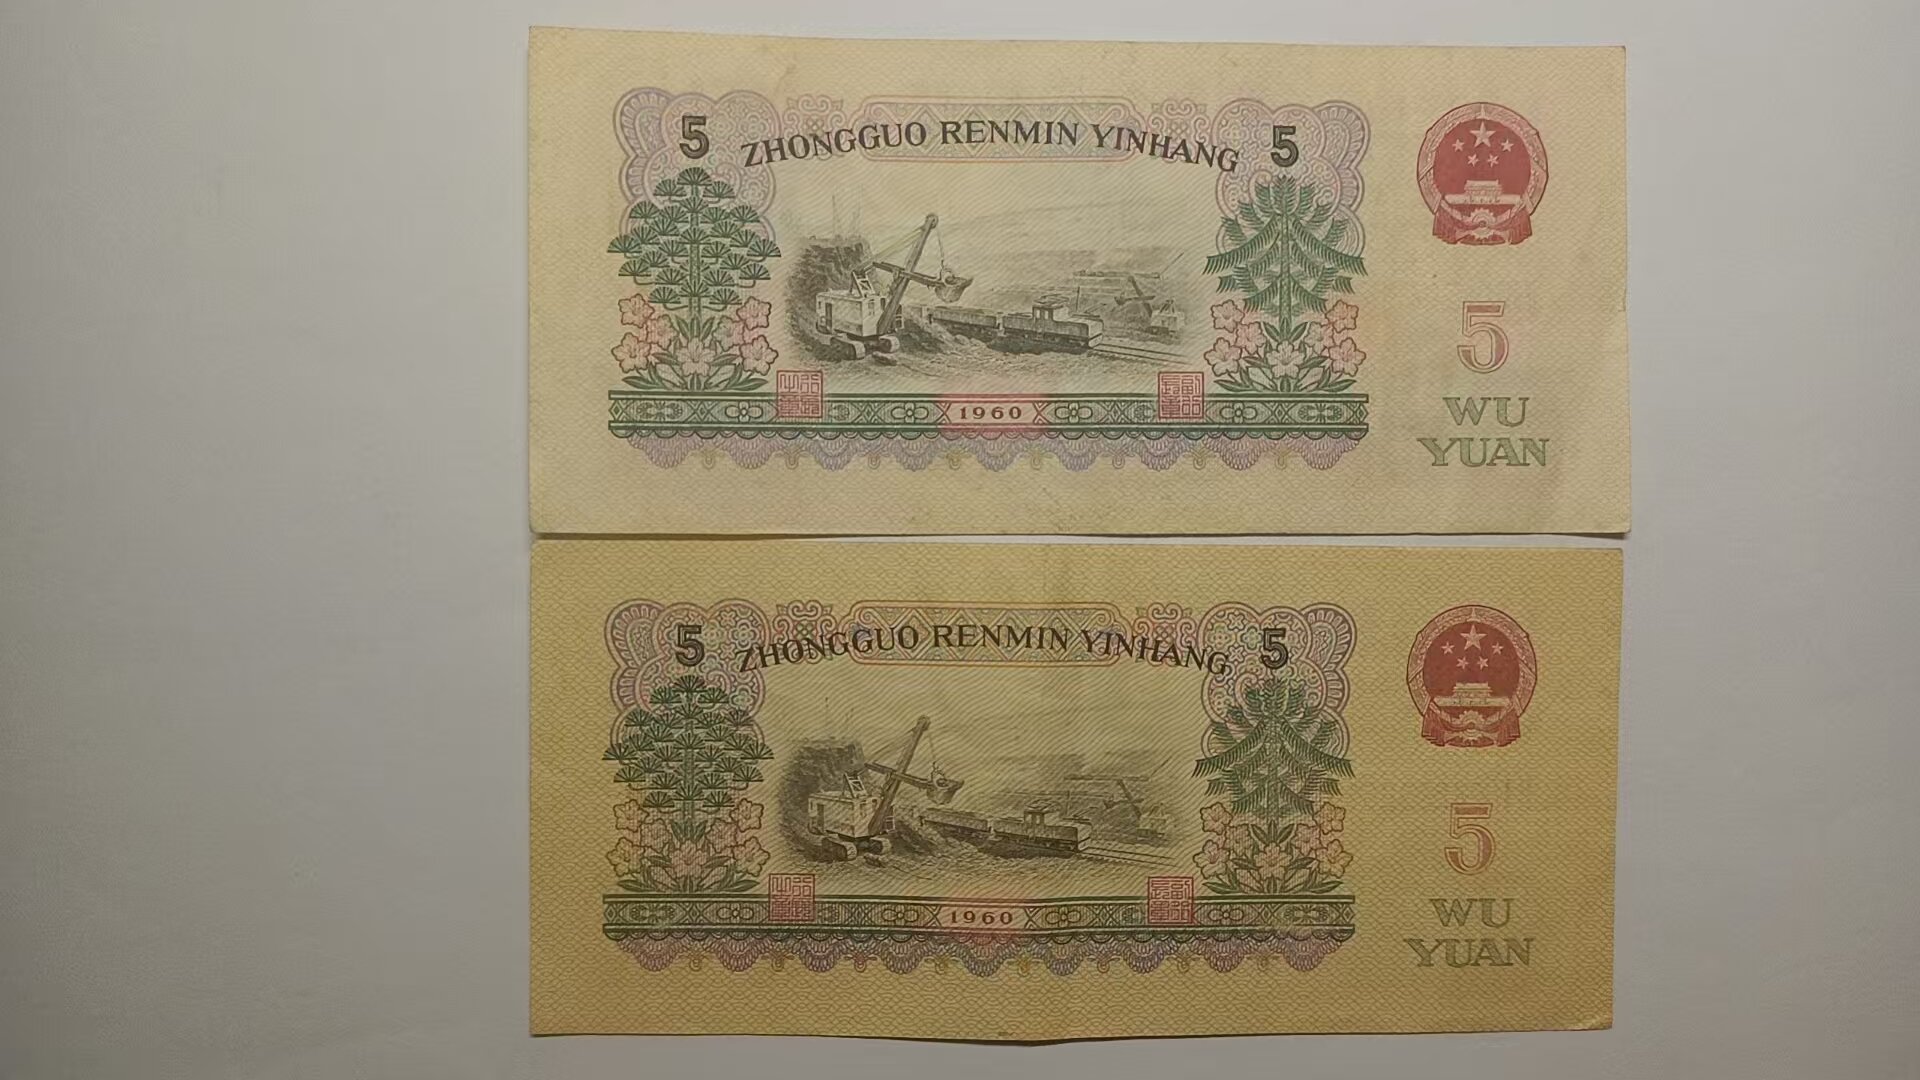 5 ZHONGGUO RENMIN YINHANG 5
5
WU
YUAN
1960
5 ZHONGGUO RENMIN YINHANG 5
5
WU
YUAN
1960